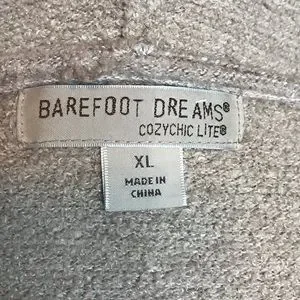 BAREFOOT DREAMS®
COZYCHIC LITE®
XL
MADE IN
CHINA